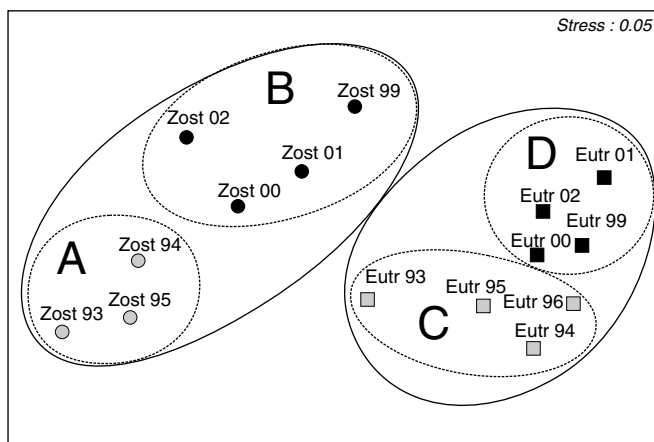 Stress : 0.05
B
Zost 99
Zost 02
Zost 01
Zost 00
D
Eutr 01
Eutr 02
Eutr 99
Eutr 00
A
Zost 94
Zost 93
Zost 95
Eutr 93
Eutr 95
Eutr 96
C
Eutr 94